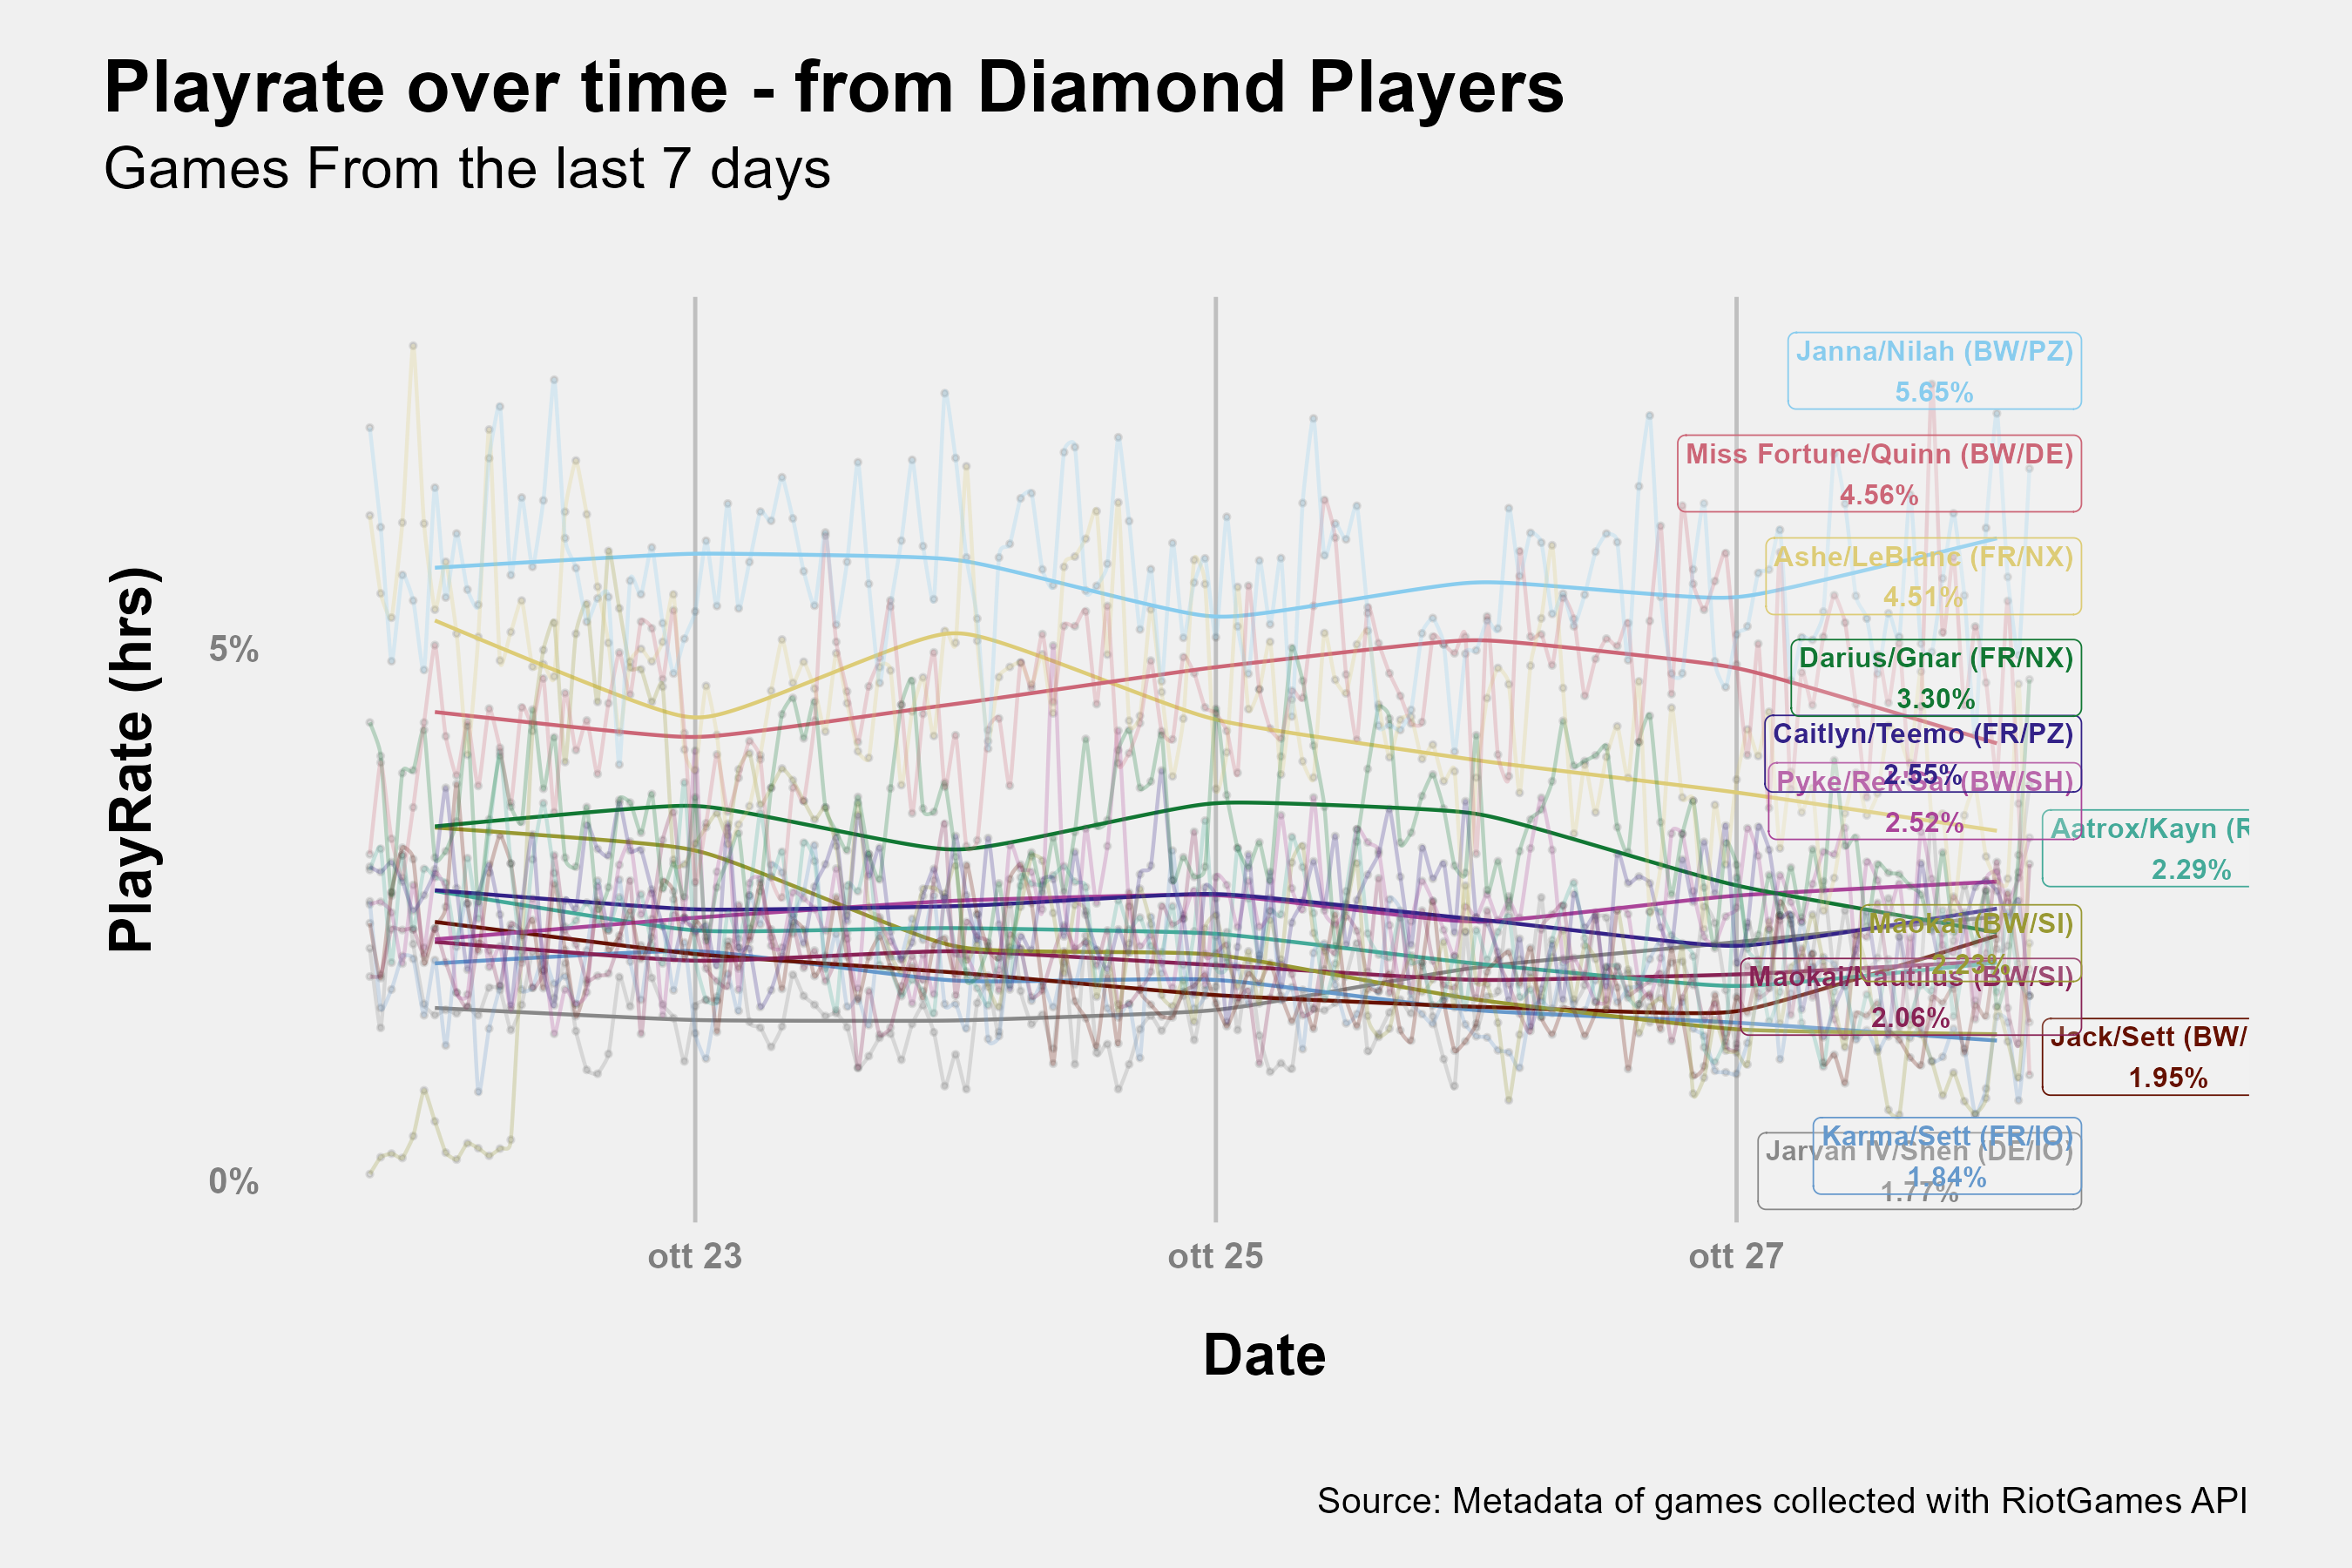 Playrate over time - from Diamond Players
Games From the last 7 days
PlayRate (hrs)
5%
0%
Janna/Nilah (BW/PZ)
5.65%
Miss Fortune/Quinn (BW/DE)
4.56%
Ashe/LeBlanc (FR/NX)
4.51%
Darius/Gnar (FR/NX)
3.30%
Caitlyn/Teemo (FR/PZ)
2.55%
Pyke/Rek'Sai (BW/SH)
2.52%
Aatrox/Kayn (R
2.29%
Maokai (BW/SI)
2.23%
Maokai/Nautilus (BW/SI)
2.06%
Jack/Sett (BW/
1.95%
Karma/Sett (FR/IO)
1.84%
Jarvan IV/Shen (DE/IO)
1.77%
ott 23
ott 25
ott 27
Date
Source: Metadata of games collected with RiotGames API